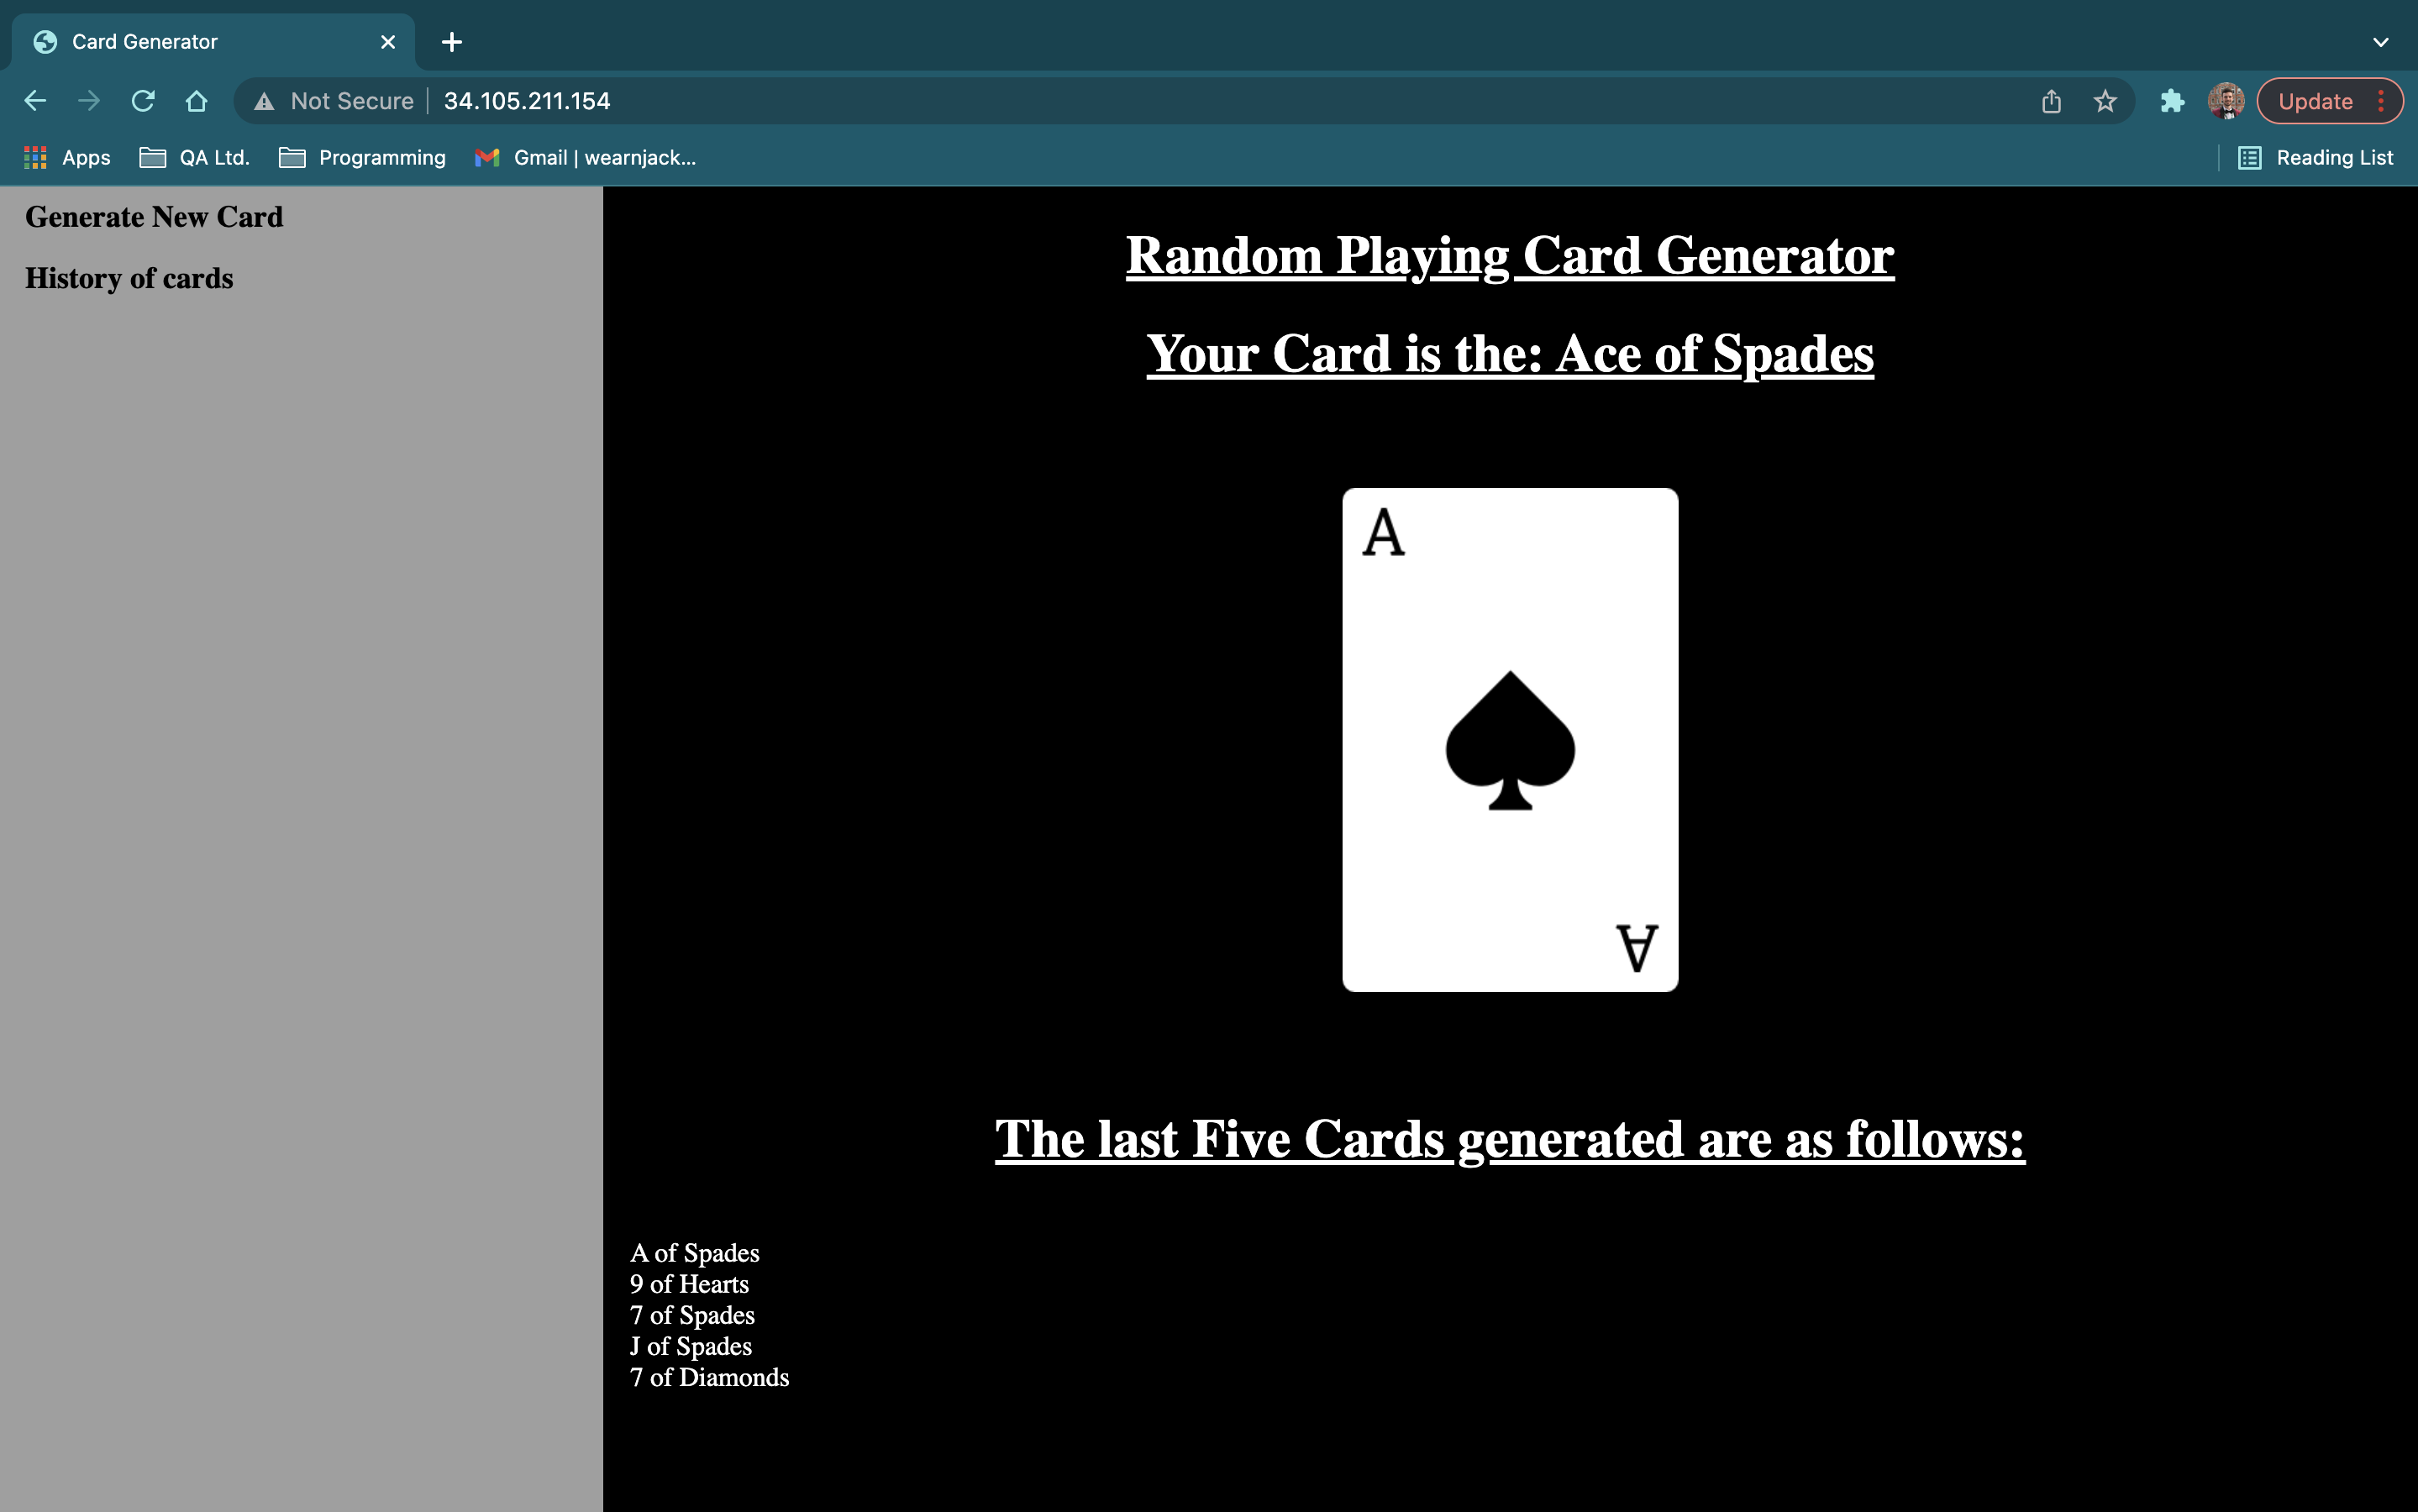 Card Generator
Not Secure 34.105.211.154
Update
Apps QA Ltd. Programming Gmail | wearnjack...
Reading List
Generate New Card
History of cards
Random Playing Card Generator
Your Card is the: Ace of Spades
A
A
The last Five Cards generated are as follows:
A of Spades
9 of Hearts
7 of Spades
J of Spades
7 of Diamonds